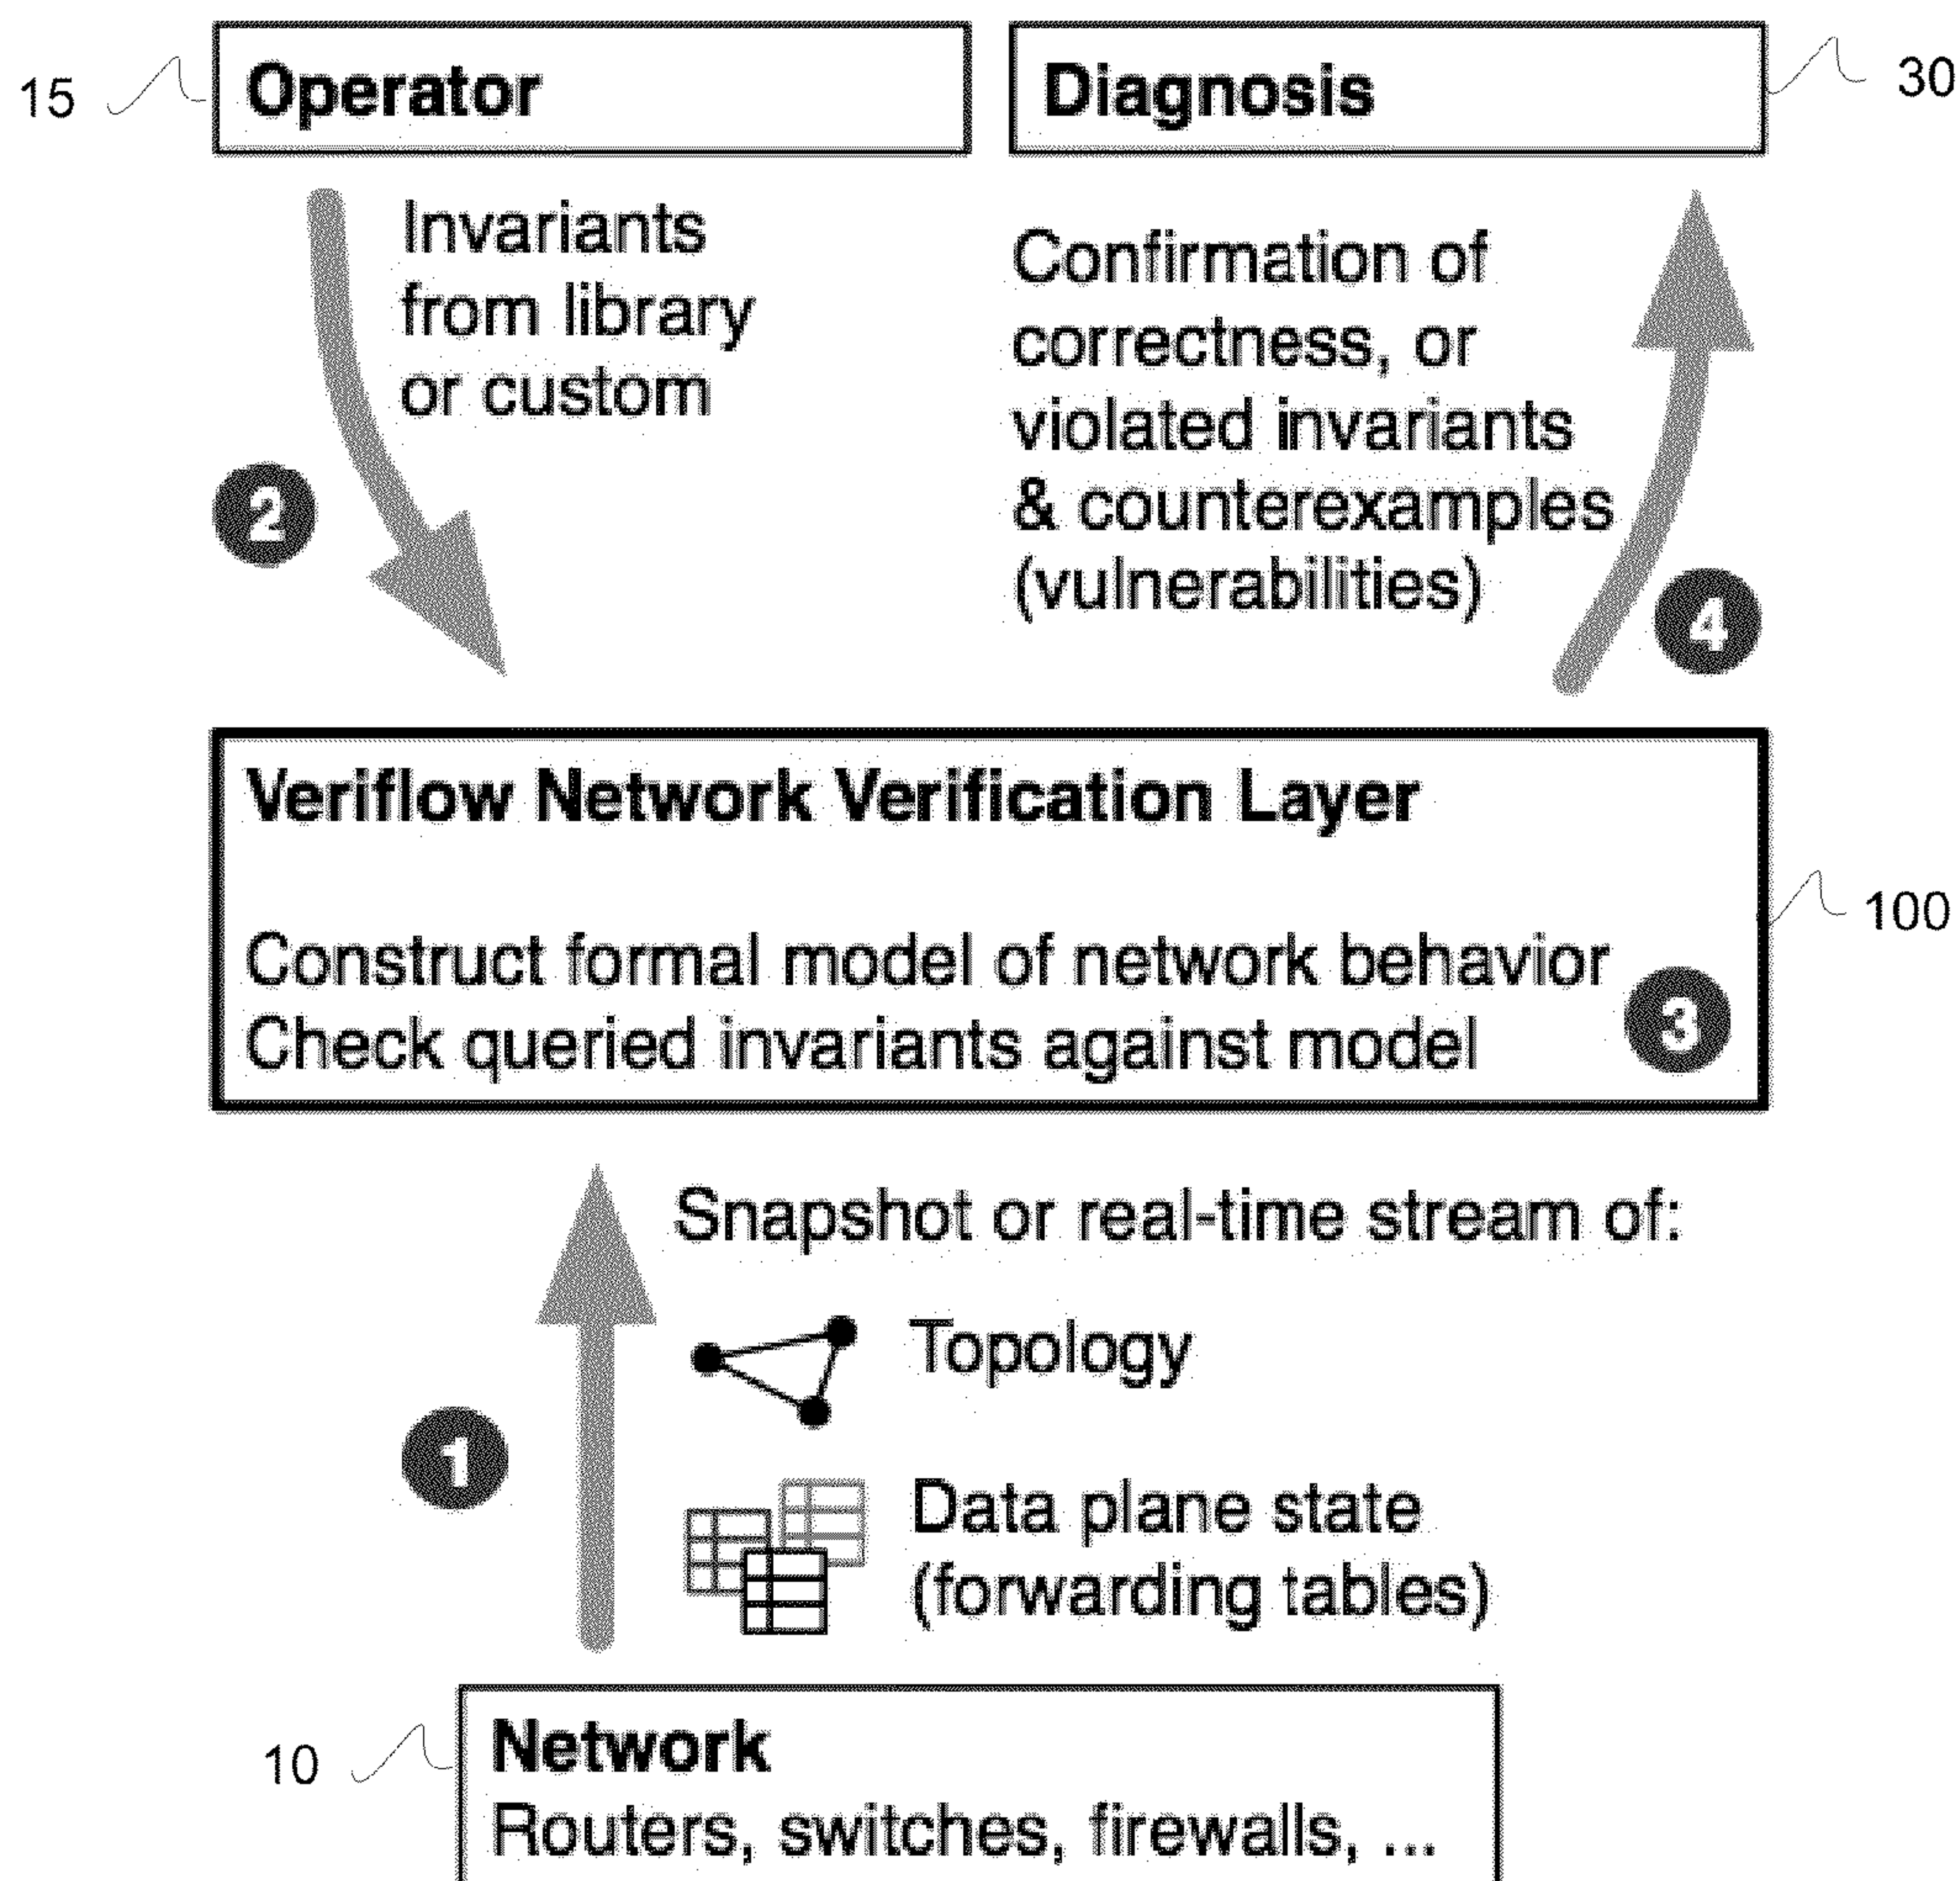 15
Operator
Diagnosis
30
Invariants
from library
or custom
2
Confirmation of
correctness, or
violated invariants
& counterexamples
(vulnerabilities)
4
Veriflow Network Verification Layer
Construct formal model of network behavior
Check queried invariants against model
3
100
Snapshot or real-time stream of:
Topology
1
Data plane state
(forwarding tables)
10
Network
Routers, switches, firewalls, ...